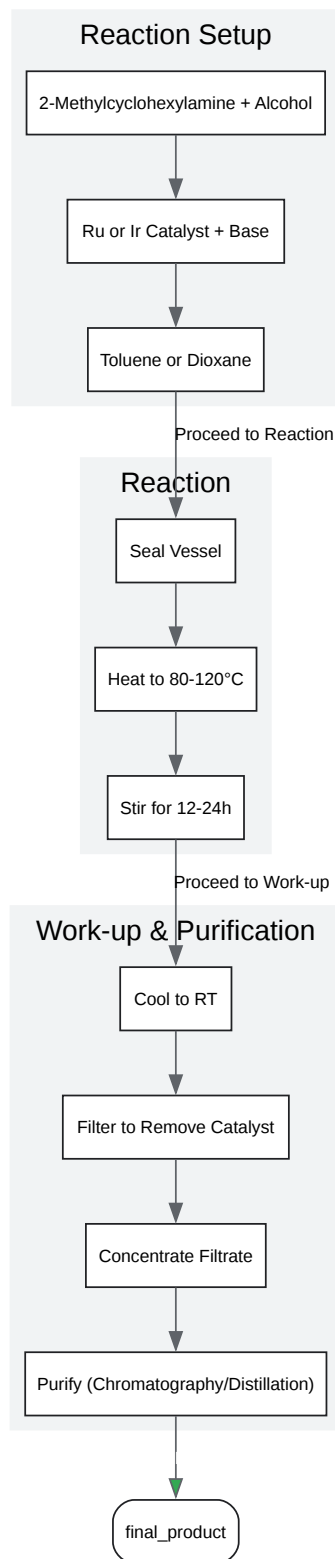 Reaction Setup
2-Methylcyclohexylamine + Alcohol
Ru or Ir Catalyst + Base
Toluene or Dioxane
Proceed to Reaction
Reaction
Seal Vessel
Heat to 80-120°C
Stir for 12-24h
Proceed to Work-up
Work-up & Purification
Cool to RT
Filter to Remove Catalyst
Concentrate Filtrate
Purify (Chromatography/Distillation)
final_product